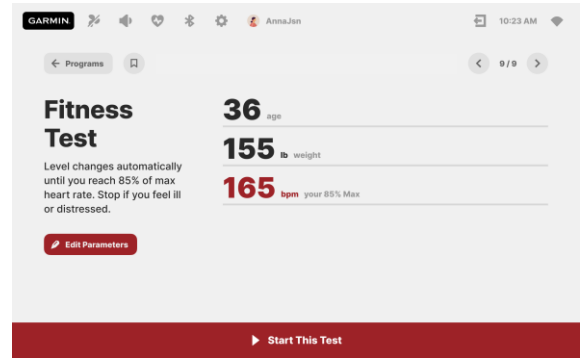 GARMIN.
AnnaJan
10:23 AM
Programs
9/9
Fitness
Test
Level changes automatically
until you reach 85% of max
heart rate. Stop if you feel ill
or distressed.
Edit Parameters
36 age
155 lb weight
165 bpm your 85% Max
Start This Test